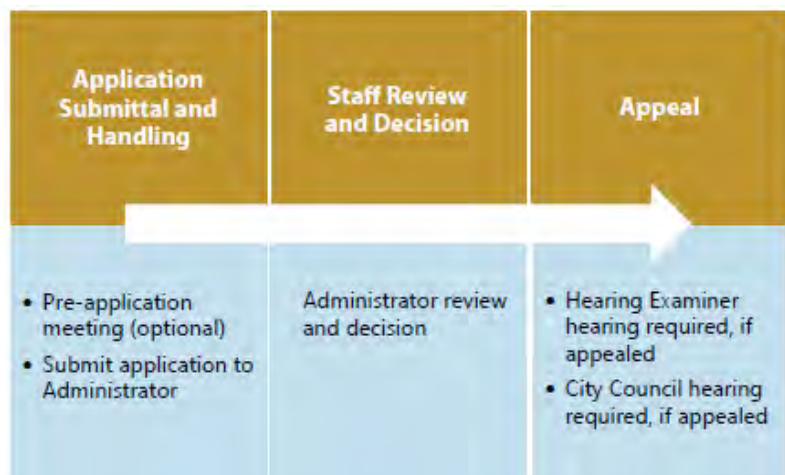 Application
Submittal and
Handling
Staff Review
and Decision
Appeal
• Pre-application
meeting (optional)
• Submit application to
Administrator
Administrator review
and decision
• Hearing Examiner
hearing required, if
appealed
• City Council hearing
required, if appealed